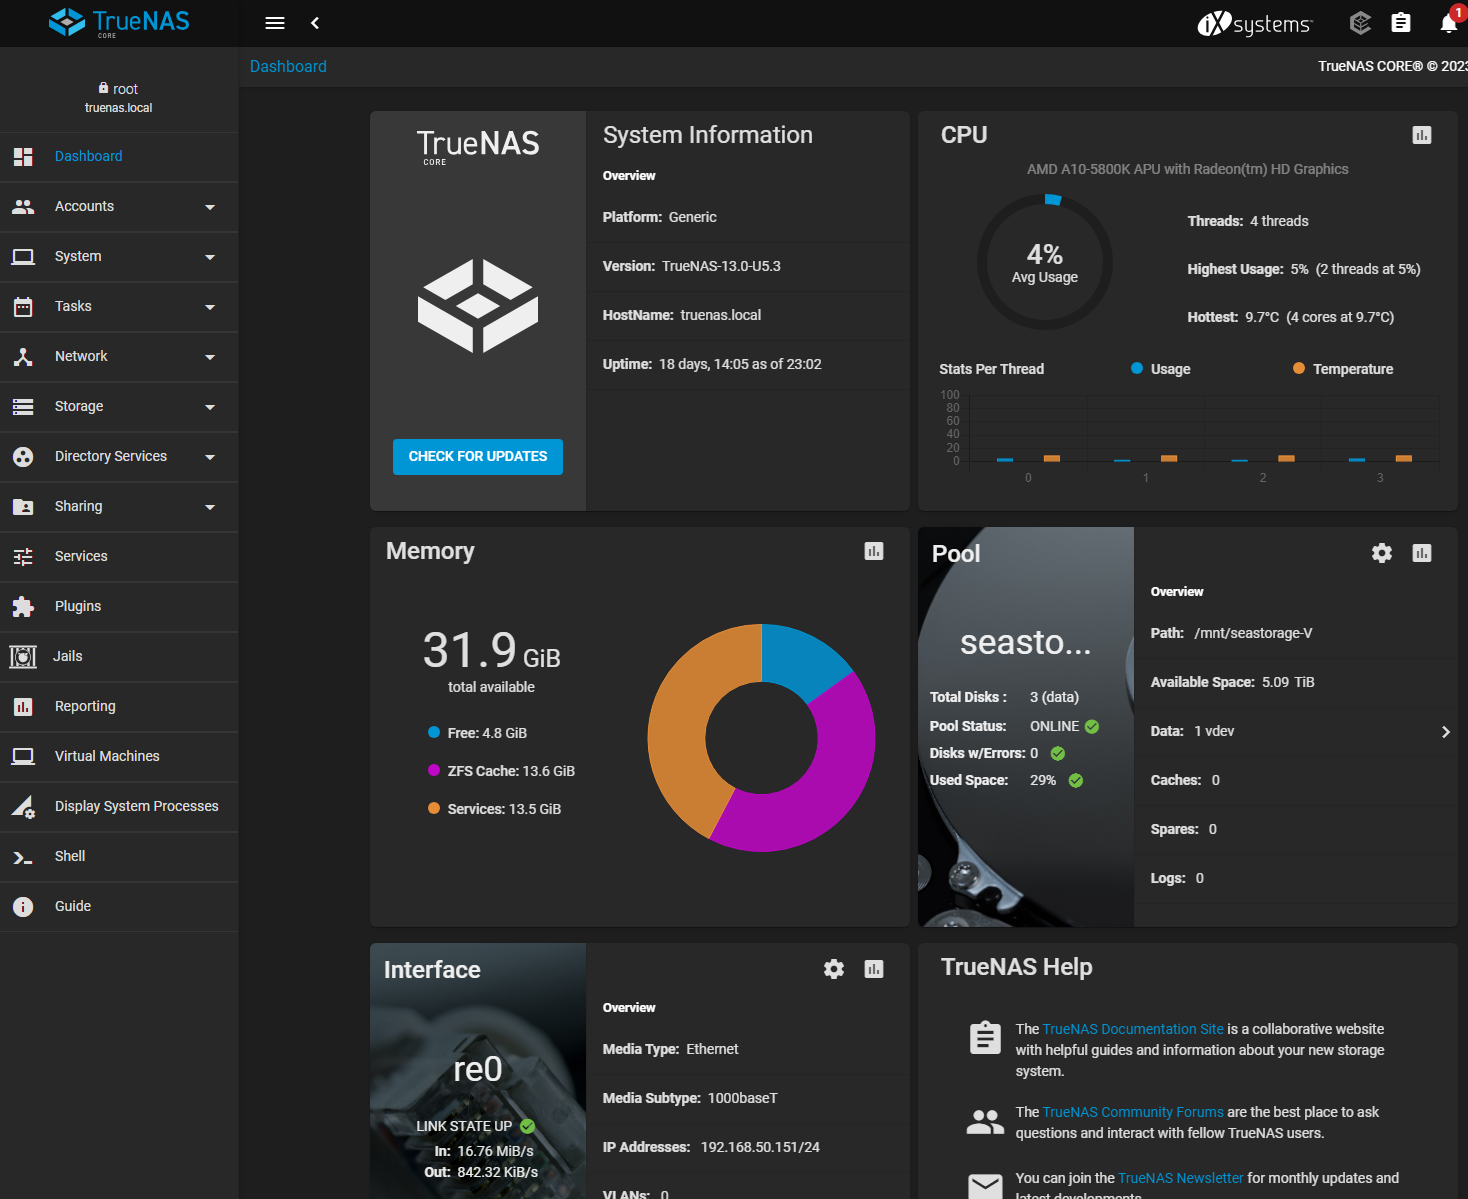 TrueNAS
CORE
iXsystems
1
root
truenas.local
Dashboard
TrueNAS CORE® © 2023
Dashboard
Accounts
System
Tasks
Network
Storage
Directory Services
Sharing
Services
Plugins
Jails
Reporting
Virtual Machines
Display System Processes
Shell
Guide
TrueNAS
CORE
CHECK FOR UPDATES
System Information
Overview
Platform: Generic
Version: TrueNAS-13.0-U5.3
HostName: truenas.local
Uptime: 18 days, 14:05 as of 23:02
CPU
AMD A10-5800K APU with Radeon(tm) HD Graphics
4%
Avg Usage
Threads: 4 threads
Highest Usage: 5% (2 threads at 5%)
Hottest: 9.7°C (4 cores at 9.7°C)
Stats Per Thread Usage Temperature
100
80
60
40
20
0
0 1 2 3
Memory
31.9 GiB
total available
Free: 4.8 GiB
ZFS Cache: 13.6 GiB
Services: 13.5 GiB
Pool
seasto...
Total Disks : 3 (data)
Pool Status: ONLINE
Disks w/Errors: 0
Used Space: 29%
Overview
Path: /mnt/seastorage-V
Available Space: 5.09 TiB
Data: 1 vdev
Caches: 0
Spares: 0
Logs: 0
Interface
re0
LINK STATE UP
In: 16.76 MiB/s
Out: 842.32 KiB/s
Overview
Media Type: Ethernet
Media Subtype: 1000baseT
IP Addresses: 192.168.50.151/24
VLANs: 0
TrueNAS Help
The TrueNAS Documentation Site is a collaborative website
with helpful guides and information about your new storage
system.
The TrueNAS Community Forums are the best place to ask
questions and interact with fellow TrueNAS users.
You can join the TrueNAS Newsletter for monthly updates and
latest developments.